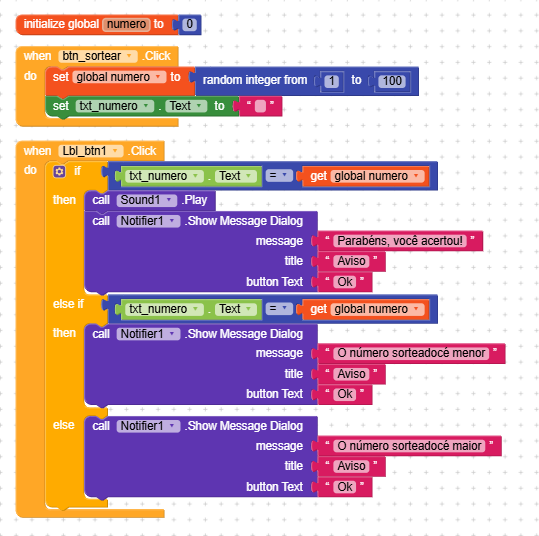 initialize global numero to 0
when btn_sortear .Click
do set global numero to random integer from 1 to 100
set txt_numero . Text to " "
when Lbl_btn1 .Click
do if txt_numero . Text = get global numero
then call Sound1 .Play
call Notifier1 .Show Message Dialog
message " Parabéns, você acertou! "
title " Aviso "
button Text " Ok "
else if txt_numero . Text = get global numero
then call Notifier1 .Show Message Dialog
message " O número sorteadocé menor "
title " Aviso "
button Text " Ok "
else call Notifier1 .Show Message Dialog
message " O número sorteadocé maior "
title " Aviso "
button Text " Ok "